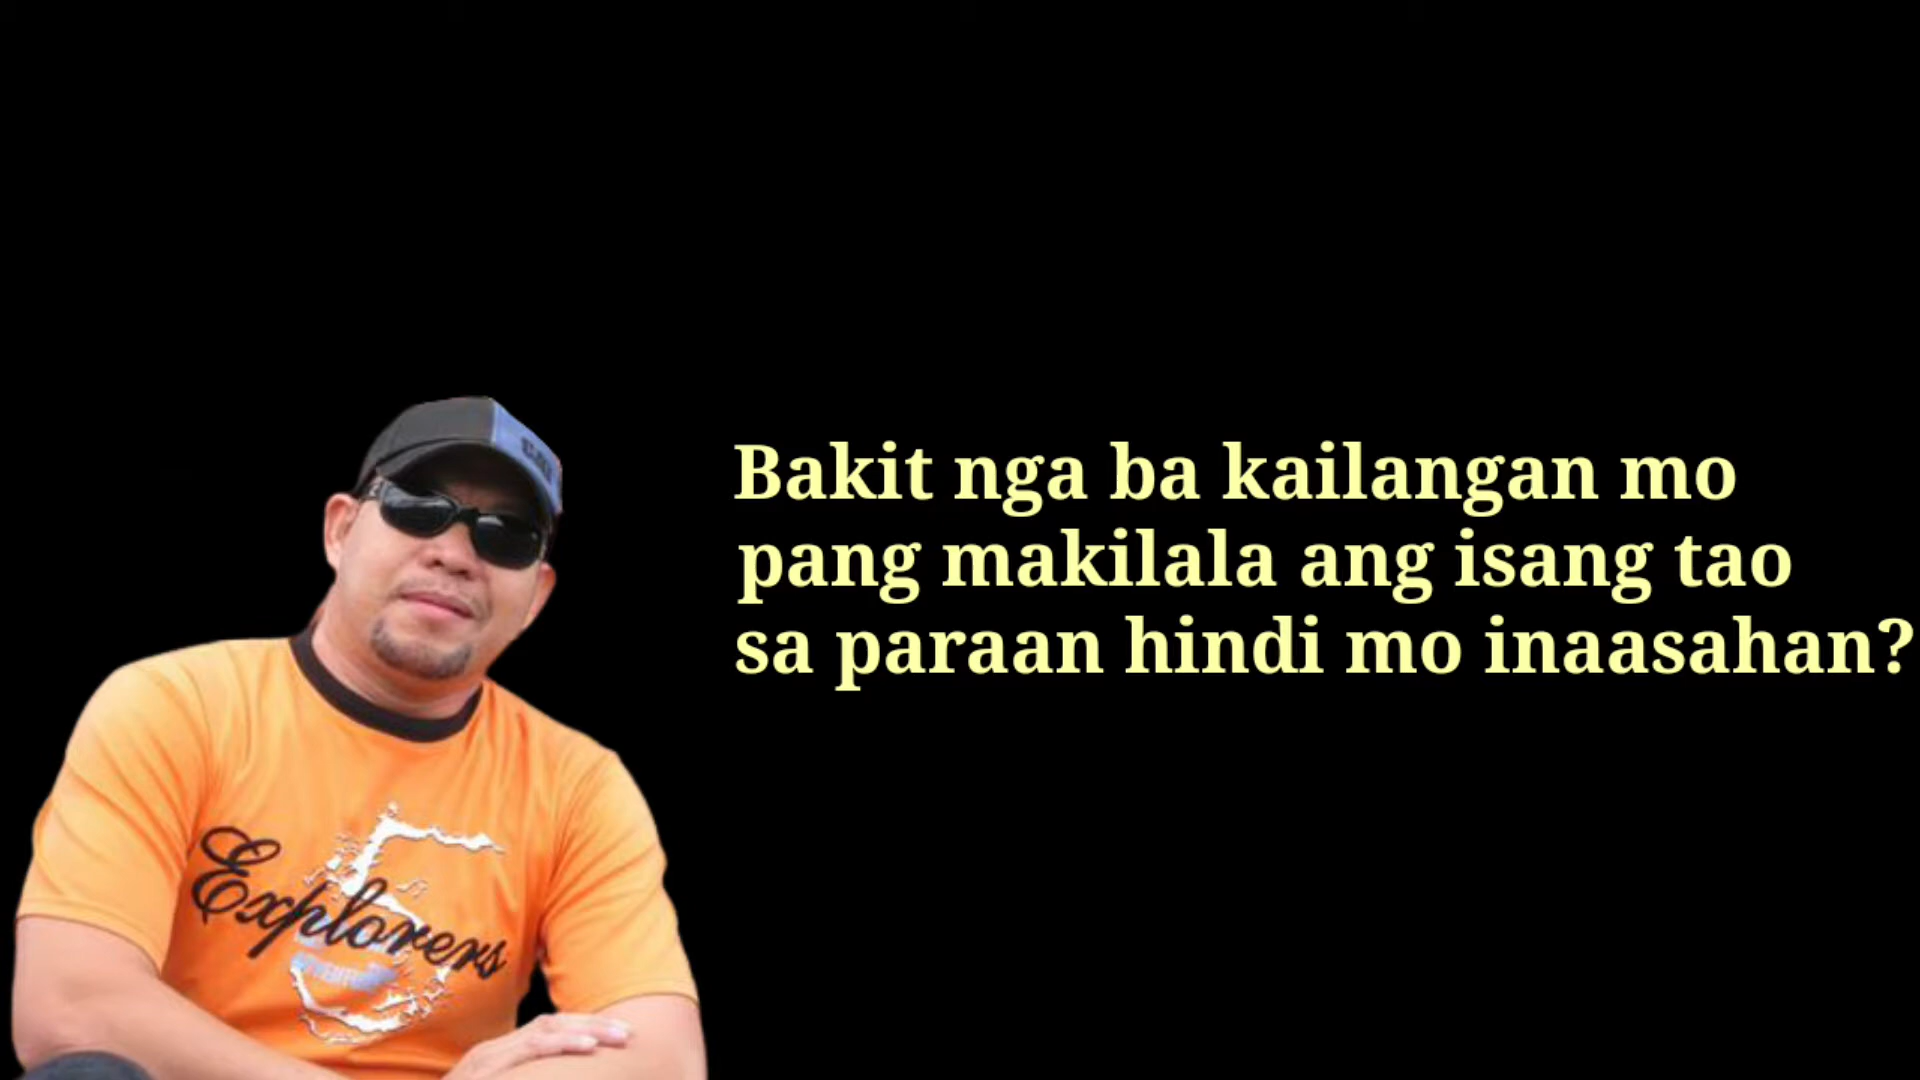 Bakit nga ba kailangan mo
pang makilala ang isang tao
sa paraan hindi mo inaasahan?
Explorers